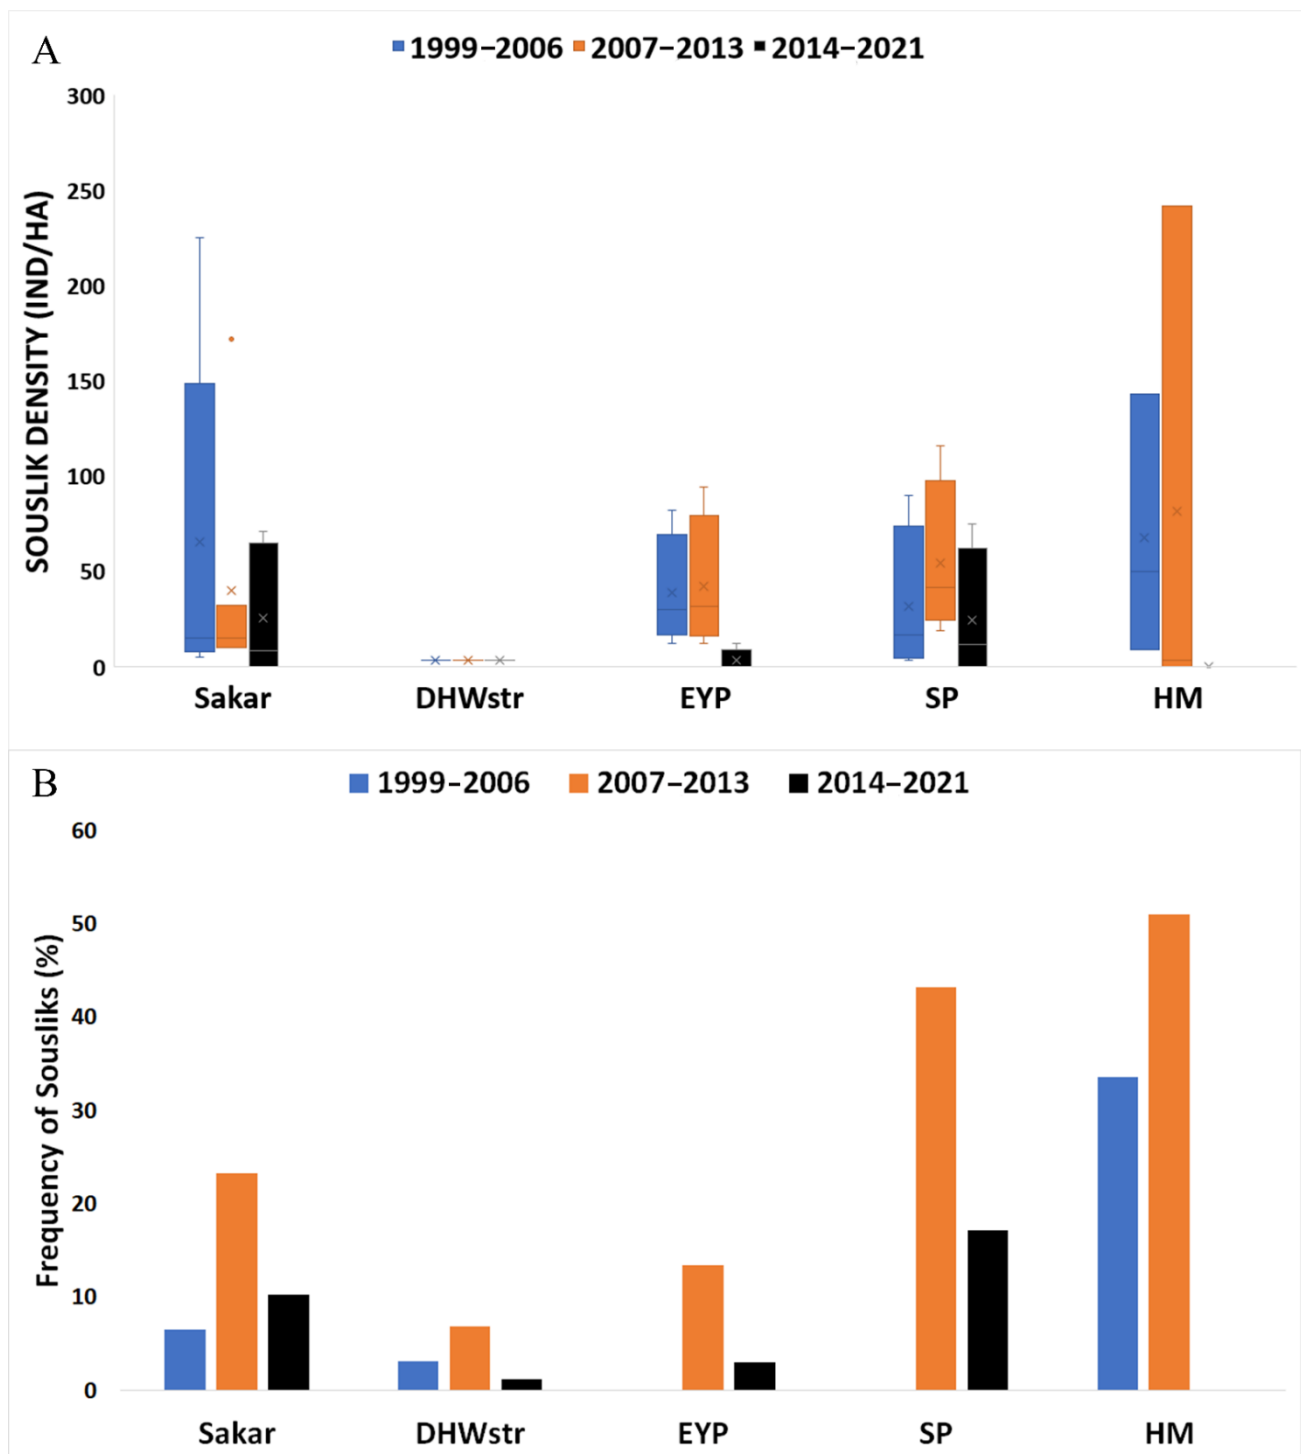 A
1999–2006 2007–2013 2014–2021
300
250
200
150
100
50
0
SOUSLIK DENSITY (IND/HA)
Sakar DHWstr EYP SP HM
B
1999–2006 2007–2013 2014–2021
60
50
40
30
20
10
0
Frequency of Sousliks (%)
Sakar DHWstr EYP SP HM